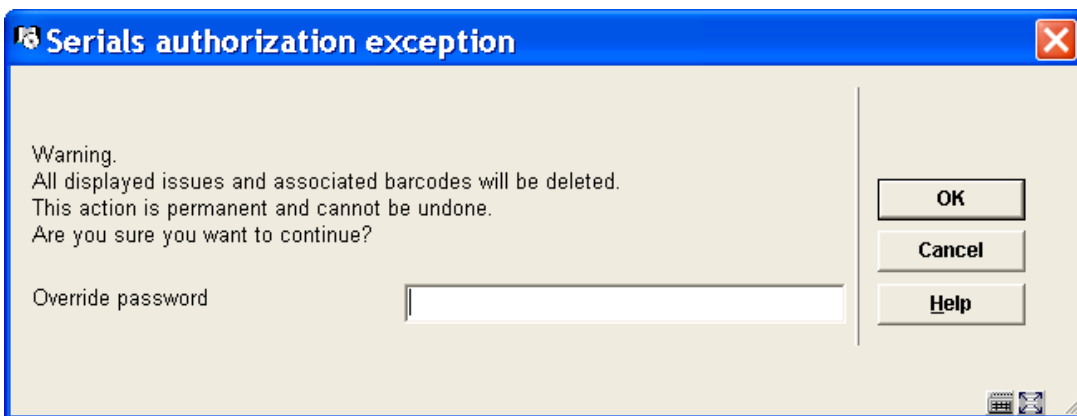 Serials authorization exception
Warning.
All displayed issues and associated barcodes will be deleted.
This action is permanent and cannot be undone.
Are you sure you want to continue?
OK
Cancel
Override password
Help